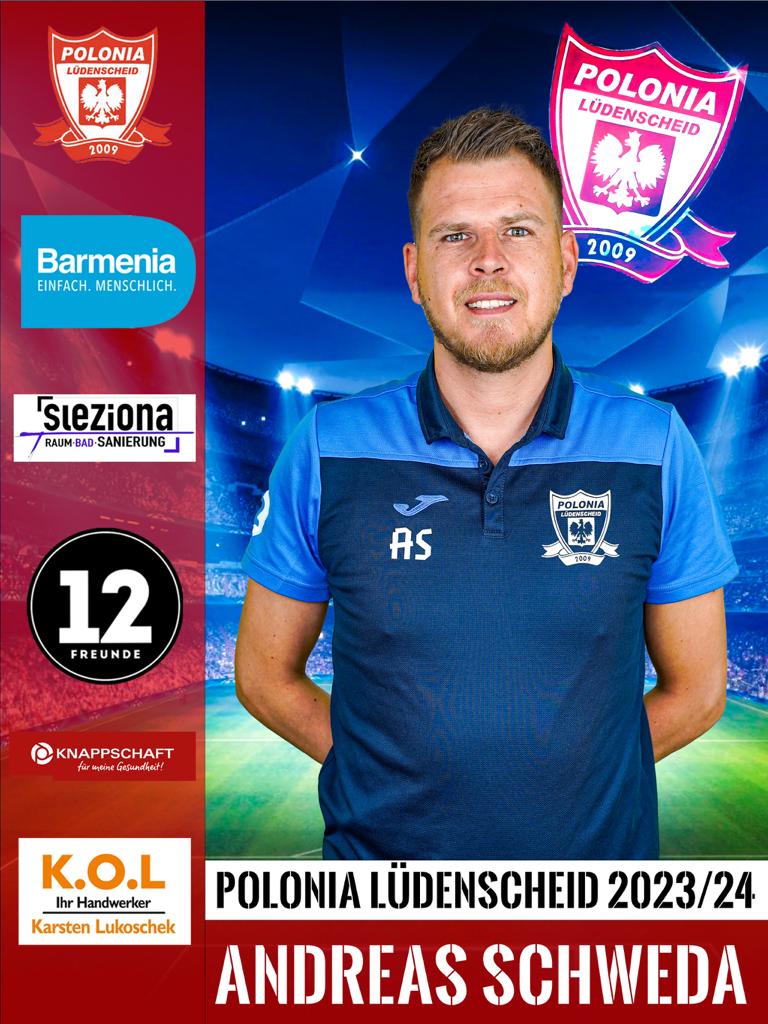 POLONIA
LÜDENSCHEID
2009
Barmenia
EINFACH. MENSCHLICH.
sleziona
RAUM·BAD·SANIERUNG
12
FREUNDE
KNAPPSCHAFT
für meine Gesundheit!
K.O.L
Ihr Handwerker
Karsten Lukoschek
POLONIA
LÜDENSCHEID
2009
AS
POLONIA
LÜDENSCHEID
2009
POLONIA LÜDENSCHEID 2023/24
ANDREAS SCHWEDA